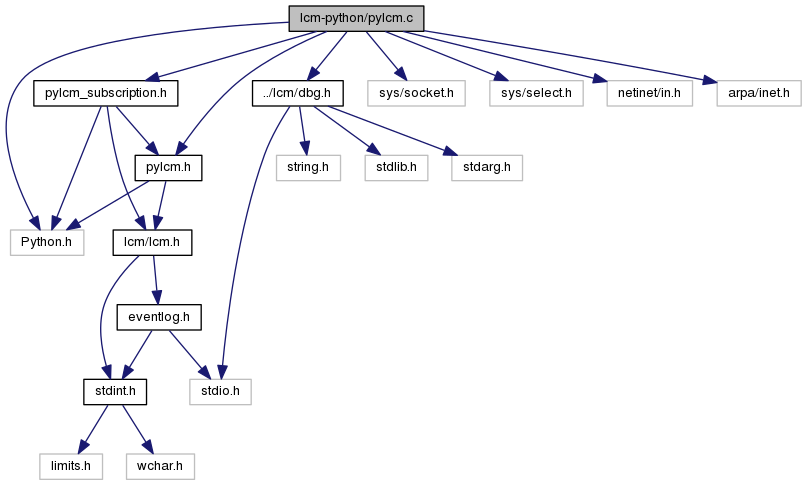 lcm-python/pylcm.c
pylcm_subscription.h
../lcm/dbg.h
sys/socket.h
sys/select.h
netinet/in.h
arpa/inet.h
pylcm.h
string.h
stdlib.h
stdarg.h
Python.h
lcm/lcm.h
eventlog.h
stdint.h
stdio.h
limits.h
wchar.h